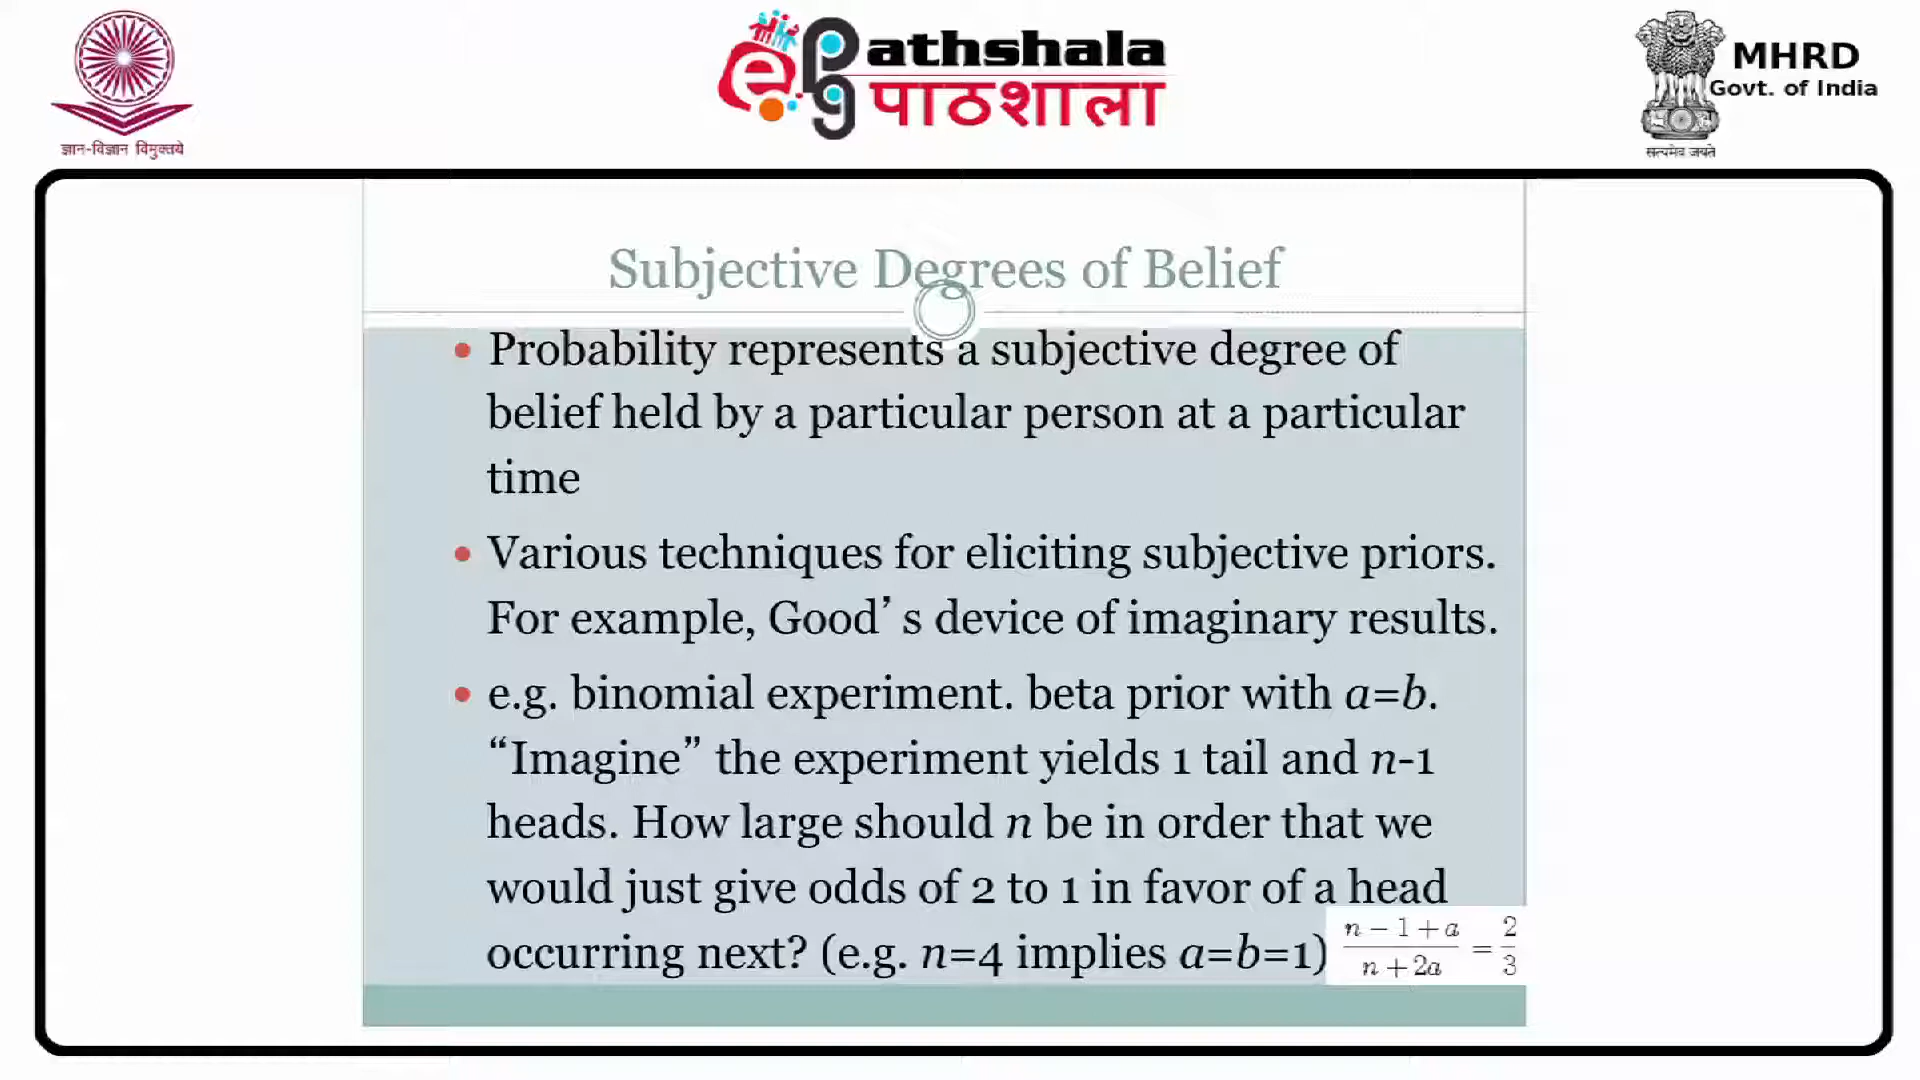 ज्ञान-विज्ञान विमुक्तये
epg Pathshala
पाठशाला
MHRD
Govt. of India
सत्यमेव जयते
Subjective Degrees of Belief
• Probability represents a subjective degree of
belief held by a particular person at a particular
time
• Various techniques for eliciting subjective priors.
For example, Good’s device of imaginary results.
• e.g. binomial experiment. beta prior with a=b.
“Imagine” the experiment yields 1 tail and n-1
heads. How large should n be in order that we
would just give odds of 2 to 1 in favor of a head
occurring next? (e.g. n=4 implies a=b=1)
n − 1 + a / n + 2a = 2 / 3